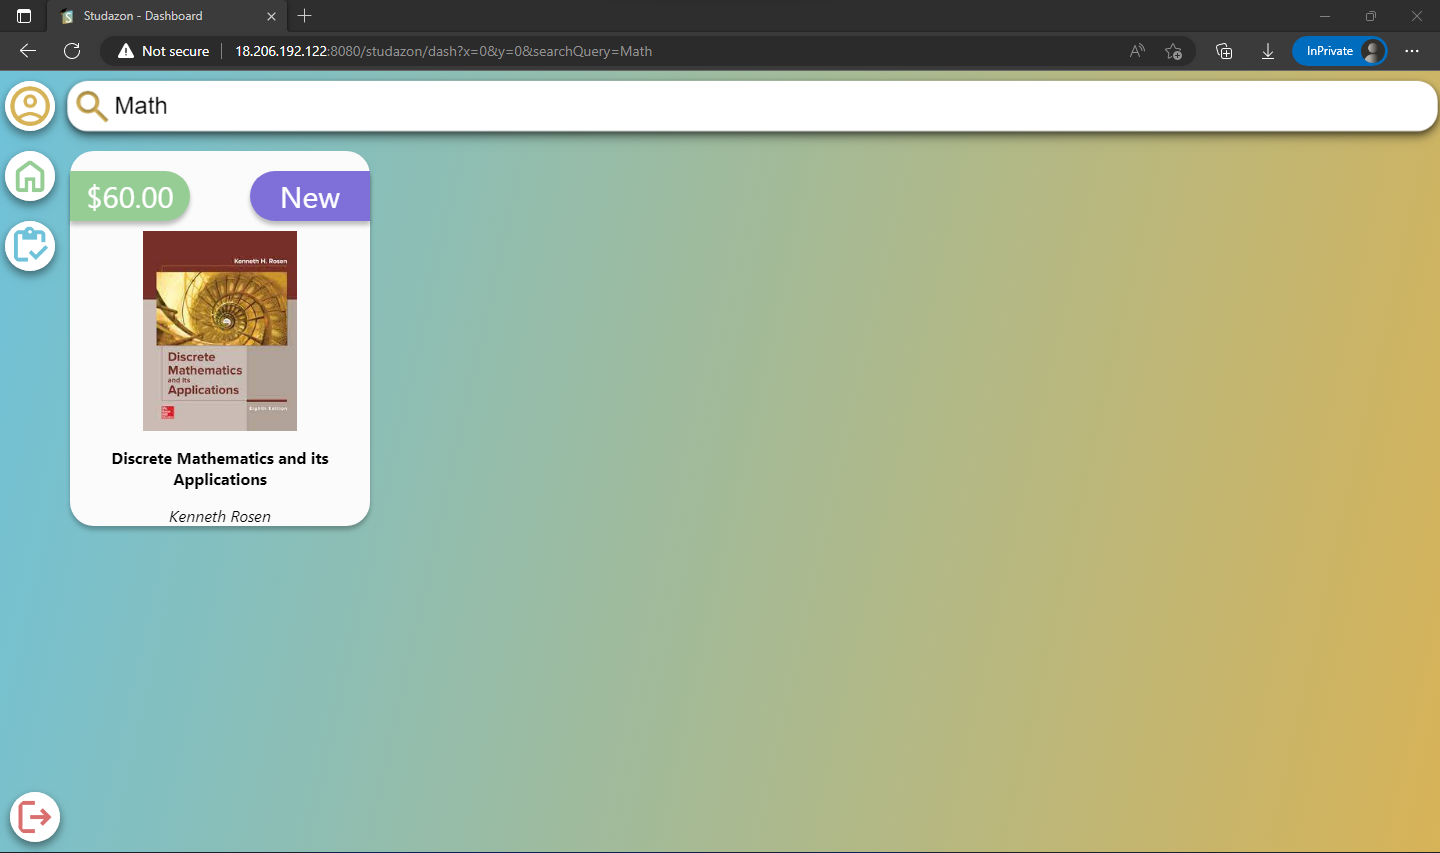 Studazon - Dashboard
Not secure
18.206.192.122:8080/studazon/dash?x=0&y=0&searchQuery=Math
InPrivate
Math
$60.00
New
Kenneth H. Rosen
Discrete
Mathematics
and its
Applications
Eighth Edition
Discrete Mathematics and its
Applications
Kenneth Rosen